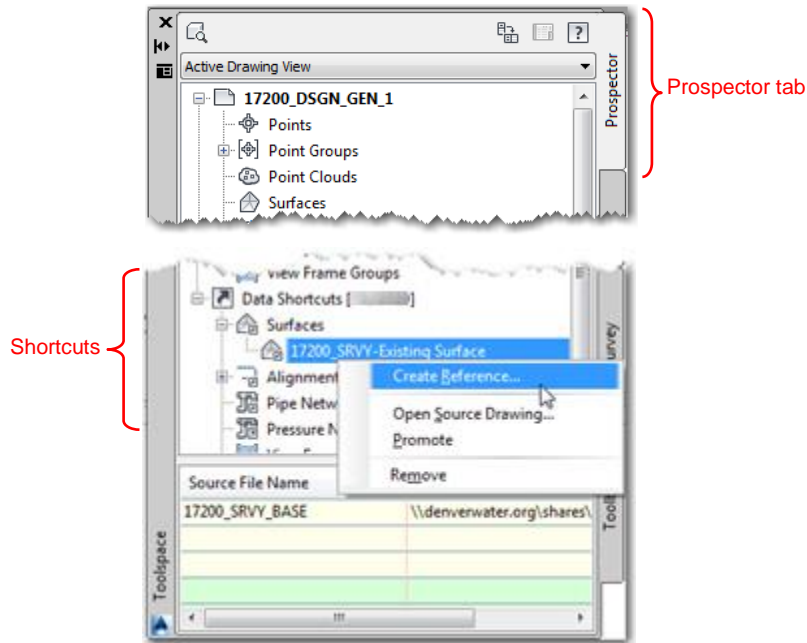 Active Drawing View
Prospector
Prospector tab
17200_DSGN_GEN_1
Points
Point Groups
Point Clouds
Surfaces
View Frame Groups
Data Shortcuts [ ]
Shortcuts
Surfaces
17200_SRVY-Existing Surface
Create Reference...
Alignment
Open Source Drawing...
Pipe Netw
Promote
Pressure N
Remove
Source File Name
17200_SRVY_BASE
\\denverwater.org\shares\
Toolspace